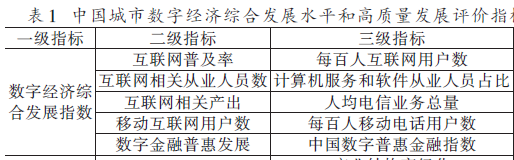 表1 中国城市数字经济综合发展水平和高质量发展评价指
一级指标 二级指标 三级指标
数字经济综合发展指数 互联网普及率 每百人互联网用户数
互联网相关从业人员数 计算机服务和软件从业人员占比
互联网相关产出 人均电信业务总量
移动互联网用户数 每百人移动电话用户数
数字金融普惠发展 中国数字普惠金融指数